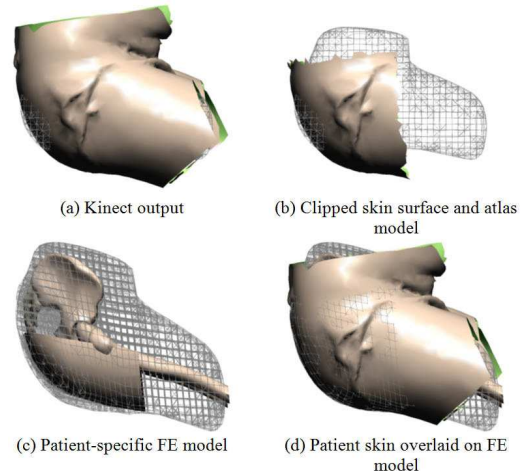 (a) Kinect output
(b) Clipped skin surface and atlas
model
(c) Patient-specific FE model
(d) Patient skin overlaid on FE
model